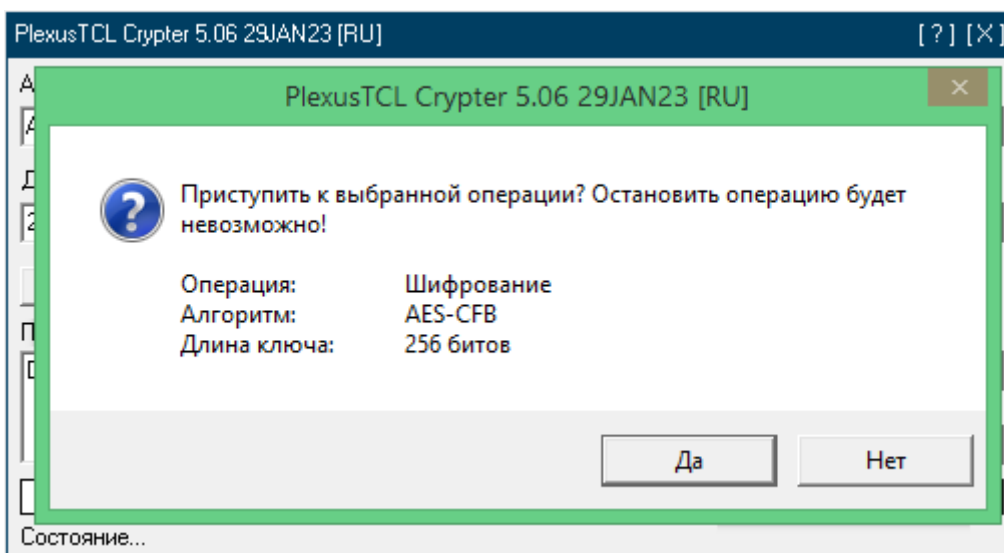 PlexusTCL Crypter 5.06 29JAN23 [RU] [?] [X]
PlexusTCL Crypter 5.06 29JAN23 [RU]
Приступить к выбранной операции? Остановить операцию будет
невозможно!
Операция: Шифрование
Алгоритм: AES-CFB
Длина ключа: 256 битов
Да Нет
Состояние...